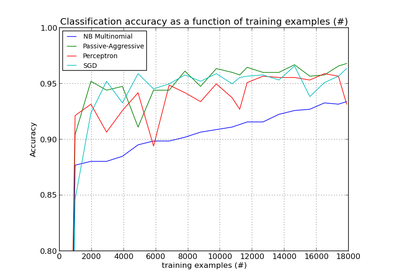 Classification accuracy as a function of training examples (#)
1.00
NB Multinomial
Passive-Aggressive
Perceptron
SGD
0.95
0.90
0.85
0.80
Accuracy
0 2000 4000 6000 8000 10000 12000 14000 16000 18000
training examples (#)